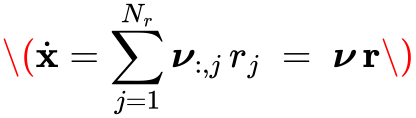 \(\dot{\mathbf{x}} = \sum_{j=1}^{N_r} \boldsymbol{\nu}_{:,j} \, r_j \; = \; \boldsymbol{\nu} \, \mathbf{r}\)